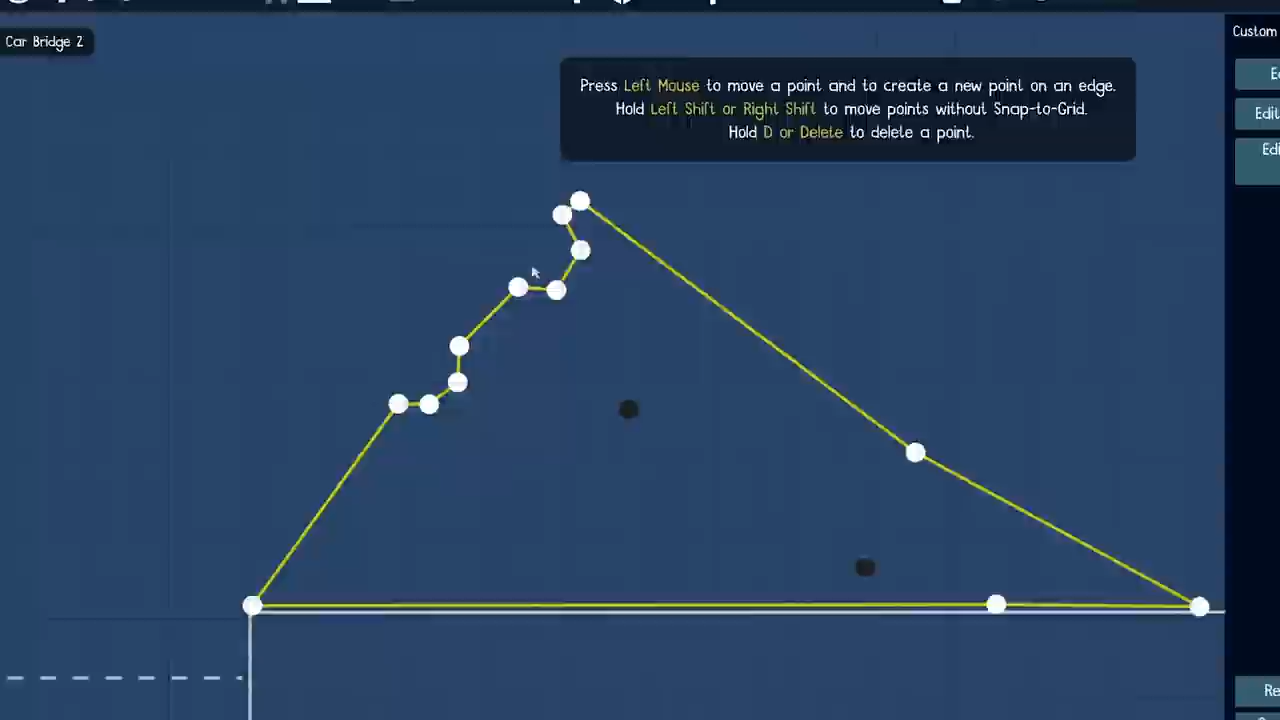 Car Bridge 2
Custom
Press Left Mouse to move a point and to create a new point on an edge.
Hold Left Shift or Right Shift to move points without Snap-to-Grid.
Hold D or Delete to delete a point.
Edit